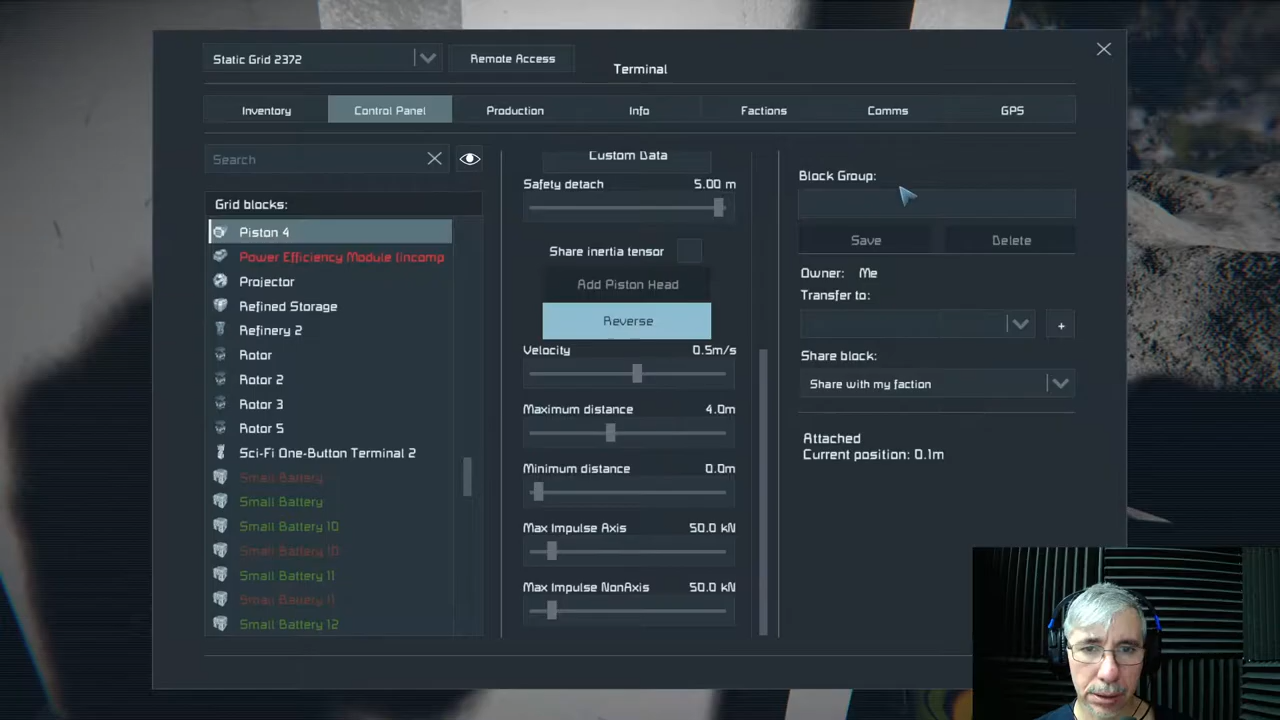 Static Grid 2372
Remote Access
Terminal
Inventory
Control Panel
Production
Info
Factions
Comms
GPS
Search
Grid blocks:
Piston 4
Power Efficiency Module (incomp
Projector
Refined Storage
Refinery 2
Rotor
Rotor 2
Rotor 3
Rotor 5
Sci-Fi One-Button Terminal 2
Small Battery
Small Battery
Small Battery 10
Small Battery 10
Small Battery 11
Small Battery 11
Small Battery 12
Custom Data
Safety detach 5.00 m
Share inertia tensor
Add Piston Head
Reverse
Velocity 0.5m/s
Maximum distance 4.0m
Minimum distance 0.0m
Max Impulse Axis 50.0 kN
Max Impulse NonAxis 50.0 kN
Block Group:
Save
Delete
Owner: Me
Transfer to:
+
Share block:
Share with my faction
Attached
Current position: 0.1m